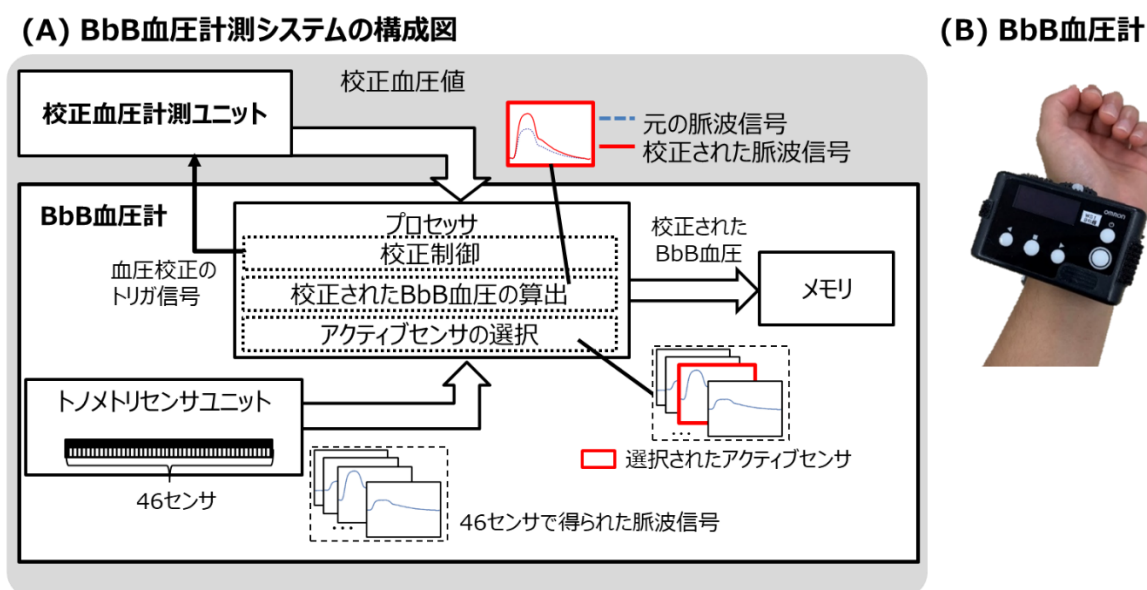 (A) BbB血圧計測システムの構成図
(B) BbB血圧計
校正血圧計測ユニット
校正血圧値
元の脈波信号
校正された脈波信号
BbB血圧計
プロセッサ
校正制御
校正されたBbB血圧の算出
アクティブセンサの選択
血圧校正の
トリガ信号
校正された
BbB血圧
メモリ
トノメトリセンサユニット
46センサ
・・・
46センサで得られた脈波信号
・・・
選択されたアクティブセンサ
OMRON